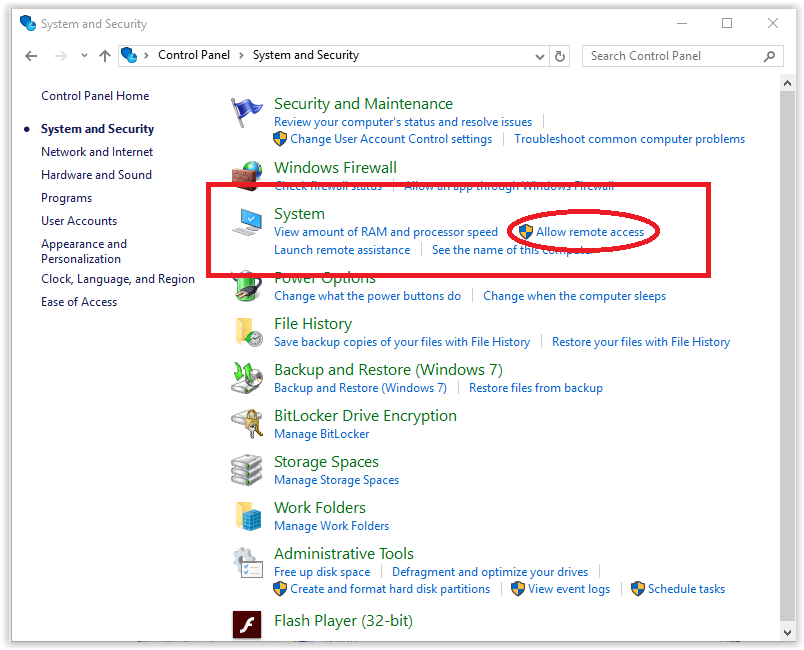 System and Security
Control Panel > System and Security
Search Control Panel
Control Panel Home
System and Security
Network and Internet
Hardware and Sound
Programs
User Accounts
Appearance and
Personalization
Clock, Language, and Region
Ease of Access
Security and Maintenance
Review your computer's status and resolve issues
Change User Account Control settings
Troubleshoot common computer problems
Windows Firewall
Check firewall status
Allow an app through Windows Firewall
System
View amount of RAM and processor speed
Allow remote access
Launch remote assistance
See the name of this computer
Power Options
Change what the power buttons do
Change when the computer sleeps
File History
Save backup copies of your files with File History
Restore your files with File History
Backup and Restore (Windows 7)
Backup and Restore (Windows 7)
Restore files from backup
BitLocker Drive Encryption
Manage BitLocker
Storage Spaces
Manage Storage Spaces
Work Folders
Manage Work Folders
Administrative Tools
Free up disk space
Defragment and optimize your drives
Create and format hard disk partitions
View event logs
Schedule tasks
Flash Player (32-bit)